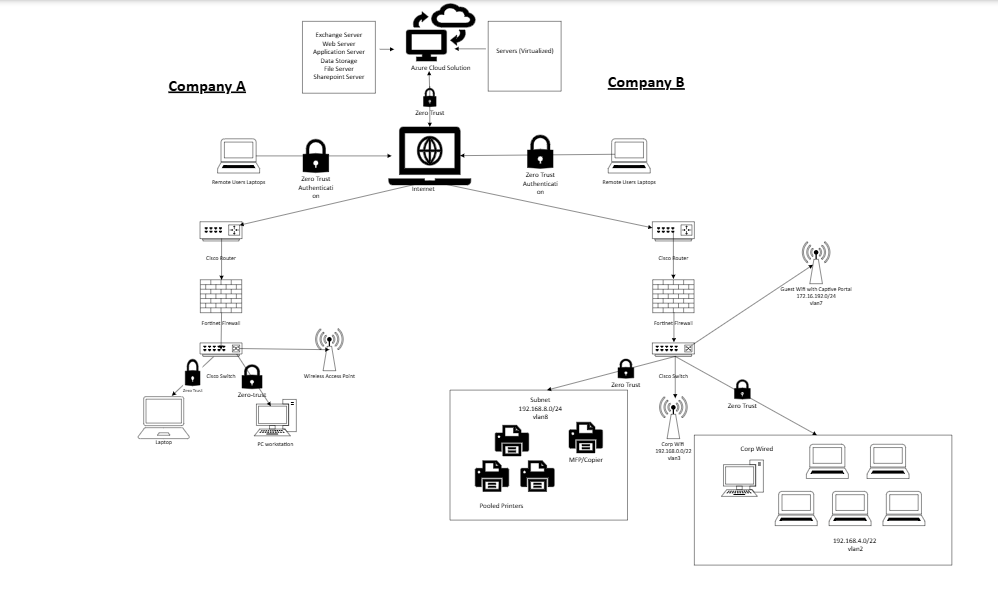 Exchange Server
Web Server
Application Server
Data Storage
File Server
Sharepoint Server
Servers (Virtualized)
Azure Cloud Solution
Company A
Company B
Zero Trust
Remote Users Laptops
Zero Trust
Authenticati
on
Internet
Zero Trust
Authenticati
on
Remote Users Laptops
Cisco Router
Cisco Router
Guest Wifi with Captive Portal
172.16.192.0/24
vlan7
Fortinet Firewall
Fortinet Firewall
Cisco Switch
Wireless Access Point
Cisco Switch
Zero Trust
Zero-trust
Zero Trust
Zero Trust
Laptop
PC workstation
Subnet
192.168.8.0/24
vlan8
MFP/Copier
Pooled Printers
Corp Wifi
192.168.0.0/22
vlan3
Corp Wired
192.168.4.0/22
vlan2